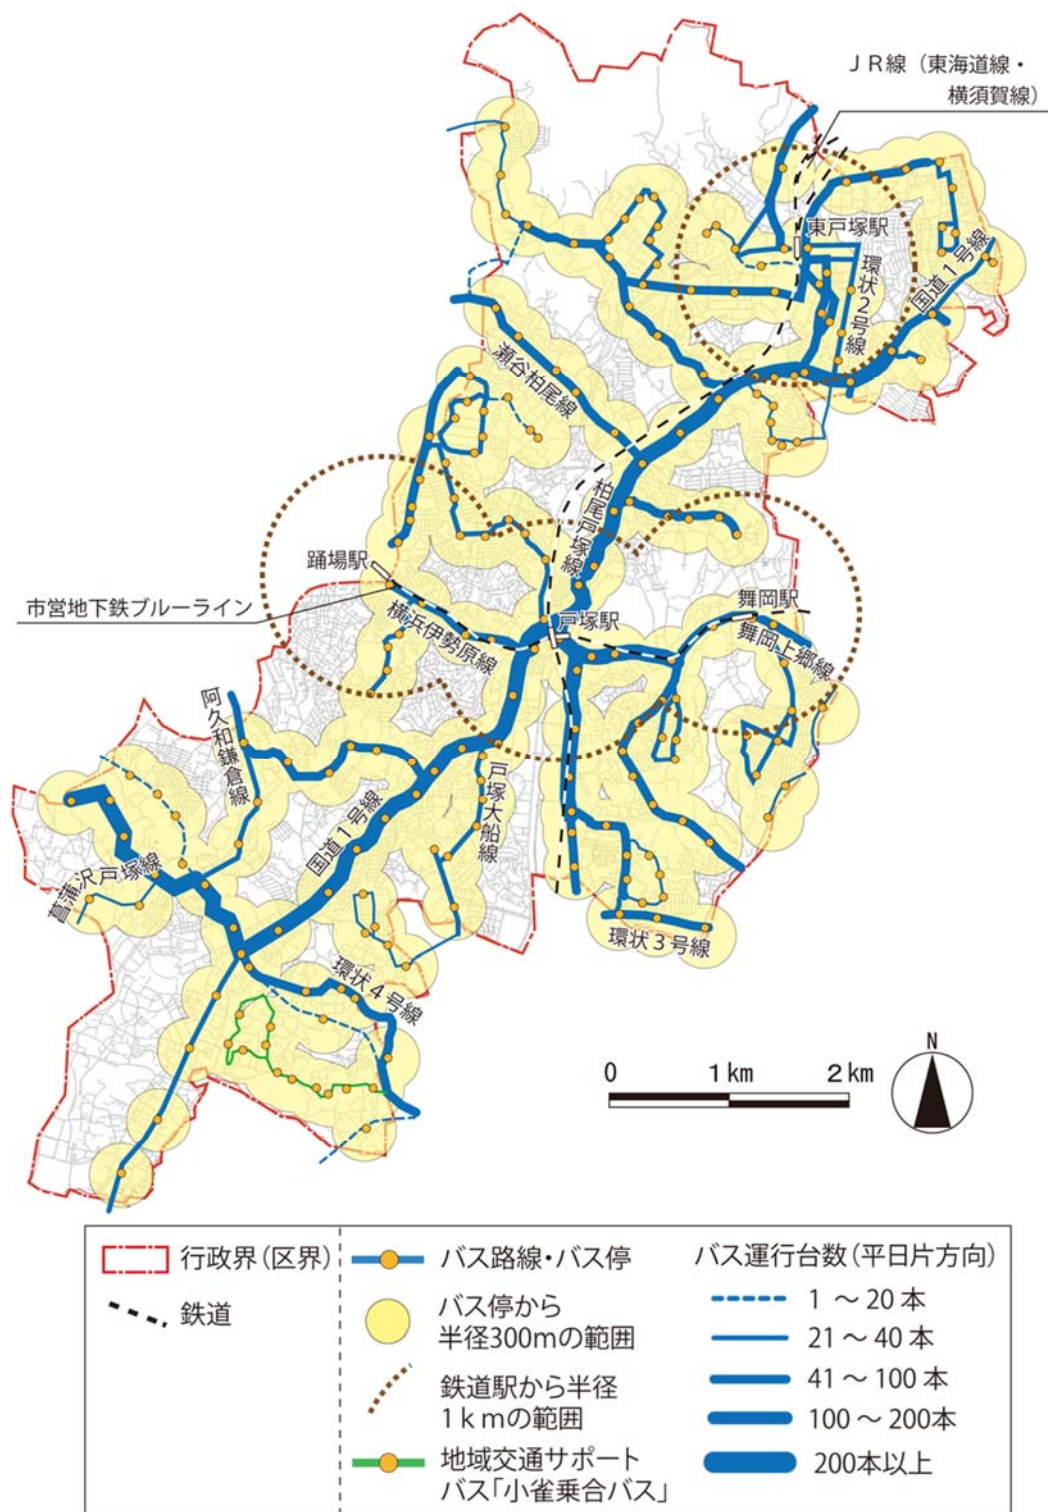 ＪＲ線（東海道線・
横須賀線）
東戸塚駅
環状２号線
国道１号線
瀬谷柏尾線
柏尾戸塚線
踊場駅
市営地下鉄ブルーライン
横浜伊勢原線
戸塚駅
舞岡駅
舞岡上郷線
阿久和鎌倉線
戸塚大船線
国道１号線
菖蒲沢戸塚線
環状３号線
環状４号線
N
0
1 km
2 km
行政界（区界）
鉄道
バス路線・バス停
バス停から
半径300mの範囲
鉄道駅から半径
１ｋｍの範囲
地域交通サポート
バス「小雀乗合バス」
バス運行台数（平日片方向）
1 ～ 20 本
21 ～ 40 本
41 ～ 100 本
100 ～ 200本
200本以上